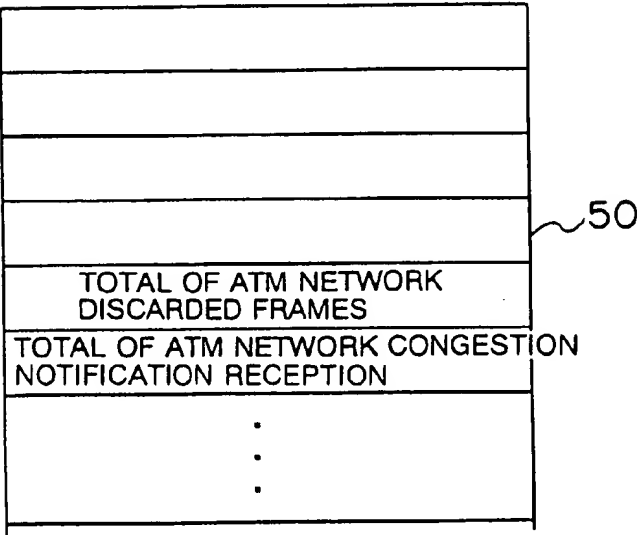 50
TOTAL OF ATM NETWORK
DISCARDED FRAMES
TOTAL OF ATM NETWORK CONGESTION
NOTIFICATION RECEPTION